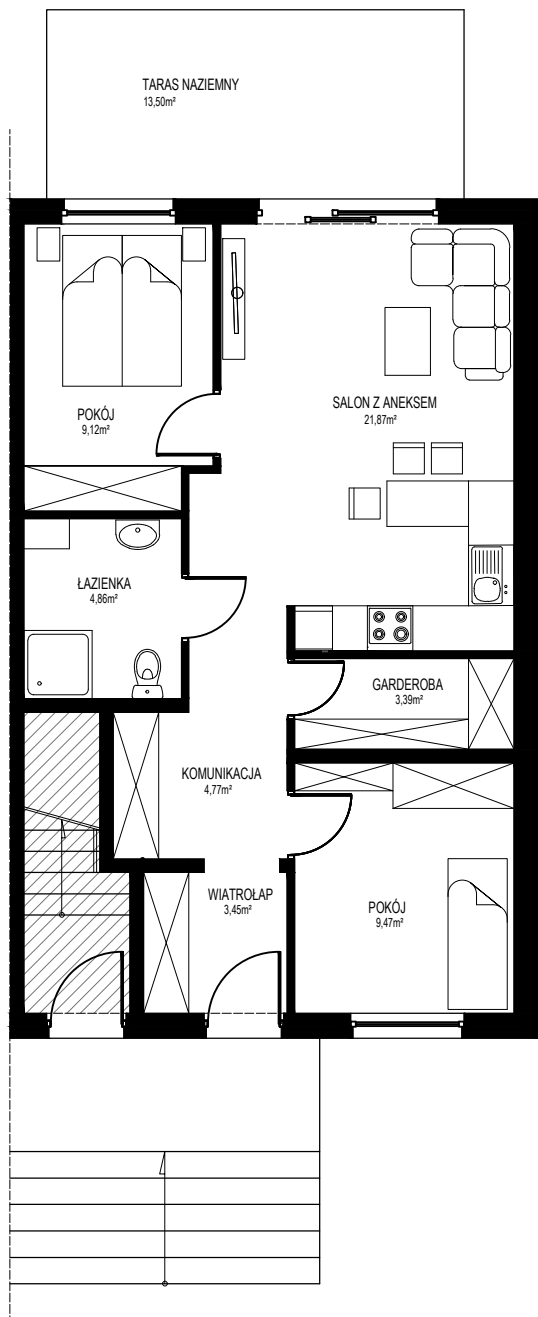 TARAS NAZIEMNY
13,50m²
POKÓJ
9,12m²
SALON Z ANEKSEM
21,87m²
ŁAZIENKA
4,86m²
GARDEROBA
3,39m²
KOMUNIKACJA
4,77m²
WIATROŁAP
3,45m²
POKÓJ
9,47m²